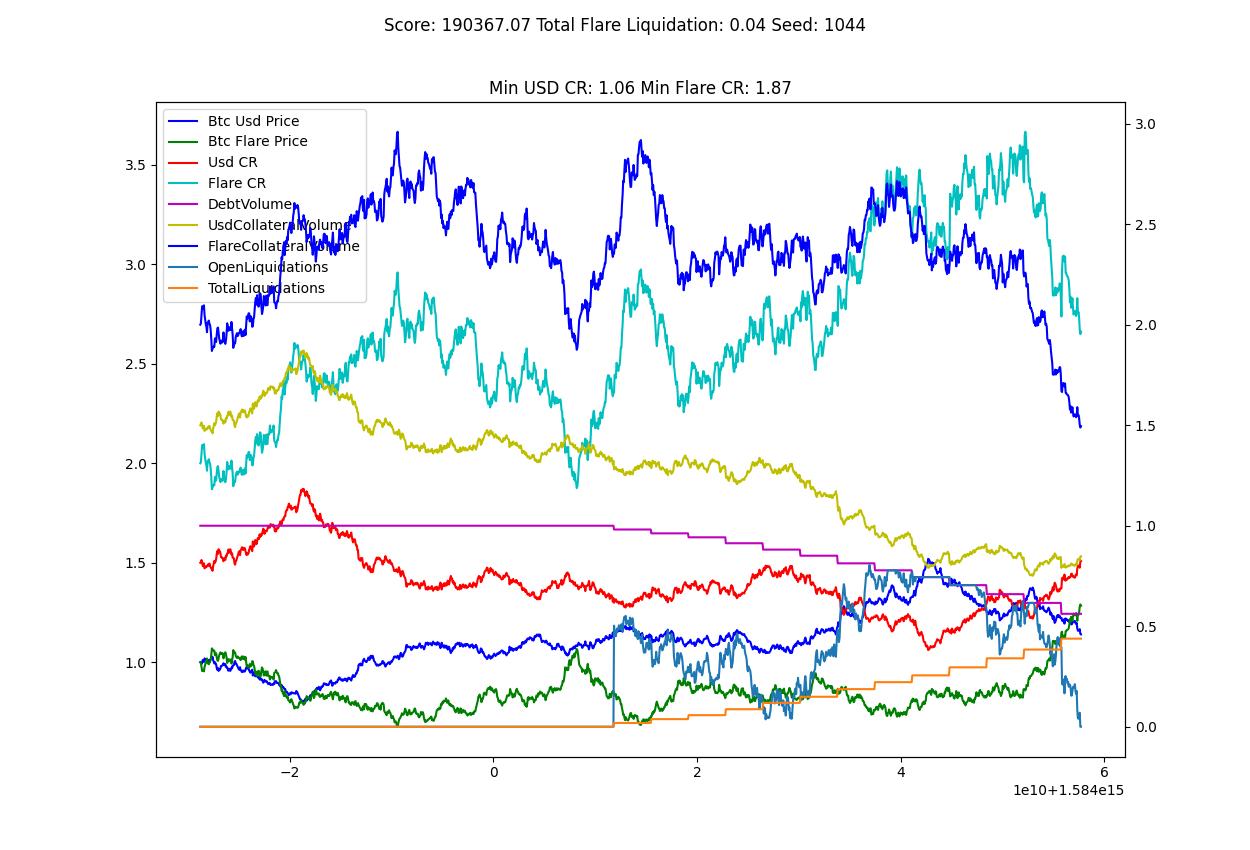 Score: 190367.07 Total Flare Liquidation: 0.04 Seed: 1044
Min USD CR: 1.06 Min Flare CR: 1.87
Btc Usd Price
Btc Flare Price
Usd CR
Flare CR
DebtVolume
UsdCollateralVolume
FlareCollateralVolume
OpenLiquidations
TotalLiquidations
3.5
3.0
2.5
2.0
1.5
1.0
3.0
2.5
2.0
1.5
1.0
0.5
0.0
−2 0 2 4 6
1e10+1.584e15